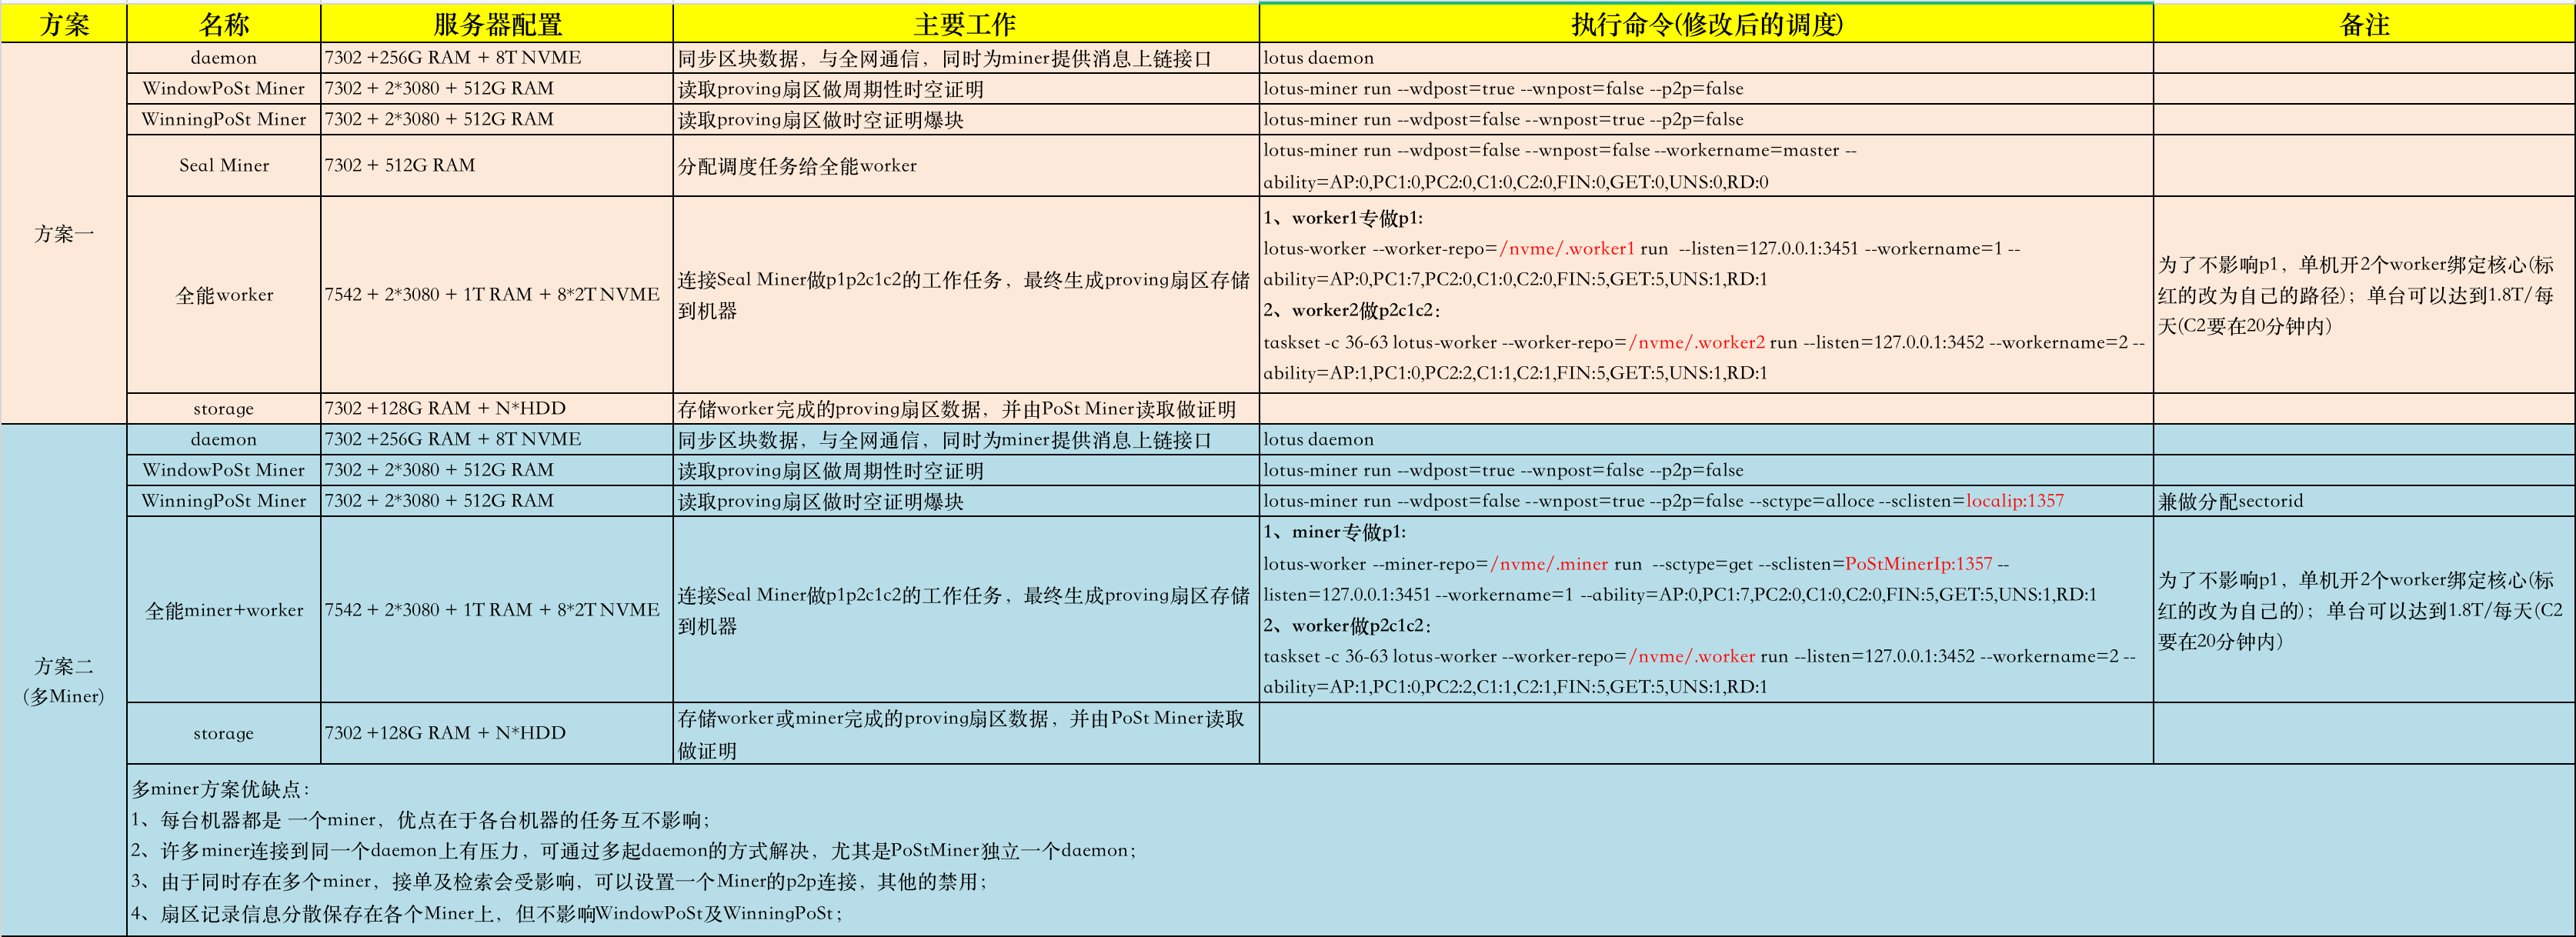 方案 名称 服务器配置 主要工作 执行命令(修改后的调度) 备注
方案一
daemon 7302 +256G RAM + 8T NVME 同步区块数据，与全网通信，同时为miner提供消息上链接口 lotus daemon
WindowPoSt Miner 7302 + 2*3080 + 512G RAM 读取proving扇区做周期性时空证明 lotus-miner run --wdpost=true --wnpost=false --p2p=false
WinningPoSt Miner 7302 + 2*3080 + 512G RAM 读取proving扇区做时空证明爆块 lotus-miner run --wdpost=false --wnpost=true --p2p=false
Seal Miner 7302 + 512G RAM 分配调度任务给全能worker
lotus-miner run --wdpost=false --wnpost=false --workername=master --
ability=AP:0,PC1:0,PC2:0,C1:0,C2:0,FIN:0,GET:0,UNS:0,RD:0
全能worker 7542 + 2*3080 + 1T RAM + 8*2T NVME
连接Seal Miner做p1p2c1c2的工作任务，最终生成proving扇区存储
到机器
1、worker1专做p1:
lotus-worker --worker-repo=/nvme/.worker1 run --listen=127.0.0.1:3451 --workername=1 --
ability=AP:0,PC1:7,PC2:0,C1:0,C2:0,FIN:5,GET:5,UNS:1,RD:1
2、worker2做p2c1c2：
taskset -c 36-63 lotus-worker --worker-repo=/nvme/.worker2 run --listen=127.0.0.1:3452 --workername=2 --
ability=AP:1,PC1:0,PC2:2,C1:1,C2:1,FIN:5,GET:5,UNS:1,RD:1
为了不影响p1，单机开2个worker绑定核心(标
红的改为自己的路径)；单台可以达到1.8T/每
天(C2要在20分钟内)
storage 7302 +128G RAM + N*HDD 存储worker完成的proving扇区数据，并由PoSt Miner读取做证明
方案二
(多Miner)
daemon 7302 +256G RAM + 8T NVME 同步区块数据，与全网通信，同时为miner提供消息上链接口 lotus daemon
WindowPoSt Miner 7302 + 2*3080 + 512G RAM 读取proving扇区做周期性时空证明 lotus-miner run --wdpost=true --wnpost=false --p2p=false
WinningPoSt Miner 7302 + 2*3080 + 512G RAM 读取proving扇区做时空证明爆块 lotus-miner run --wdpost=false --wnpost=true --p2p=false --sctype=alloce --sclisten=localip:1357 兼做分配sectorid
全能miner+worker 7542 + 2*3080 + 1T RAM + 8*2T NVME
连接Seal Miner做p1p2c1c2的工作任务，最终生成proving扇区存储
到机器
1、miner专做p1:
lotus-worker --miner-repo=/nvme/.miner run --sctype=get --sclisten=PoStMinerIp:1357 --
listen=127.0.0.1:3451 --workername=1 --ability=AP:0,PC1:7,PC2:0,C1:0,C2:0,FIN:5,GET:5,UNS:1,RD:1
2、worker做p2c1c2：
taskset -c 36-63 lotus-worker --worker-repo=/nvme/.worker run --listen=127.0.0.1:3452 --workername=2 --
ability=AP:1,PC1:0,PC2:2,C1:1,C2:1,FIN:5,GET:5,UNS:1,RD:1
为了不影响p1，单机开2个worker绑定核心(标
红的改为自己的)；单台可以达到1.8T/每天(C2
要在20分钟内)
storage 7302 +128G RAM + N*HDD
存储worker或miner完成的proving扇区数据，并由PoSt Miner读取
做证明
多miner方案优缺点：
1、每台机器都是 一个miner，优点在于各台机器的任务互不影响；
2、许多miner连接到同一个daemon上有压力，可通过多起daemon的方式解决，尤其是PoStMiner独立一个daemon；
3、由于同时存在多个miner，接单及检索会受影响，可以设置一个Miner的p2p连接，其他的禁用；
4、扇区记录信息分散保存在各个Miner上，但不影响WindowPoSt及WinningPoSt；